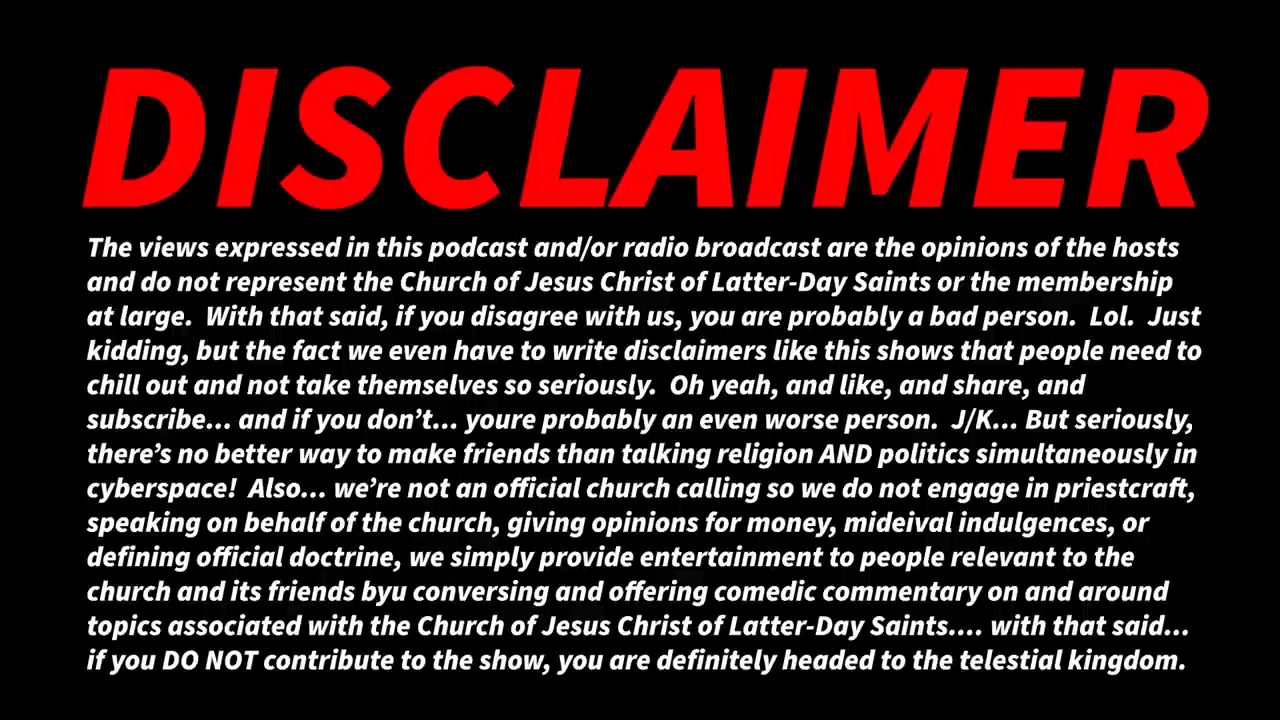 DISCLAIMER
The views expressed in this podcast and/or radio broadcast are the opinions of the hosts
and do not represent the Church of Jesus Christ of Latter-Day Saints or the membership
at large.  With that said, if you disagree with us, you are probably a bad person.  Lol.  Just
kidding, but the fact we even have to write disclaimers like this shows that people need to
chill out and not take themselves so seriously.  Oh yeah, and like, and share, and
subscribe... and if you don’t... youre probably an even worse person.  J/K... But seriously,
there’s no better way to make friends than talking religion AND politics simultaneously in
cyberspace!  Also... we’re not an official church calling so we do not engage in priestcraft,
speaking on behalf of the church, giving opinions for money, mideival indulgences, or
defining official doctrine, we simply provide entertainment to people relevant to the
church and its friends byu conversing and offering comedic commentary on and around
topics associated with the Church of Jesus Christ of Latter-Day Saints.... with that said...
if you DO NOT contribute to the show, you are definitely headed to the telestial kingdom.